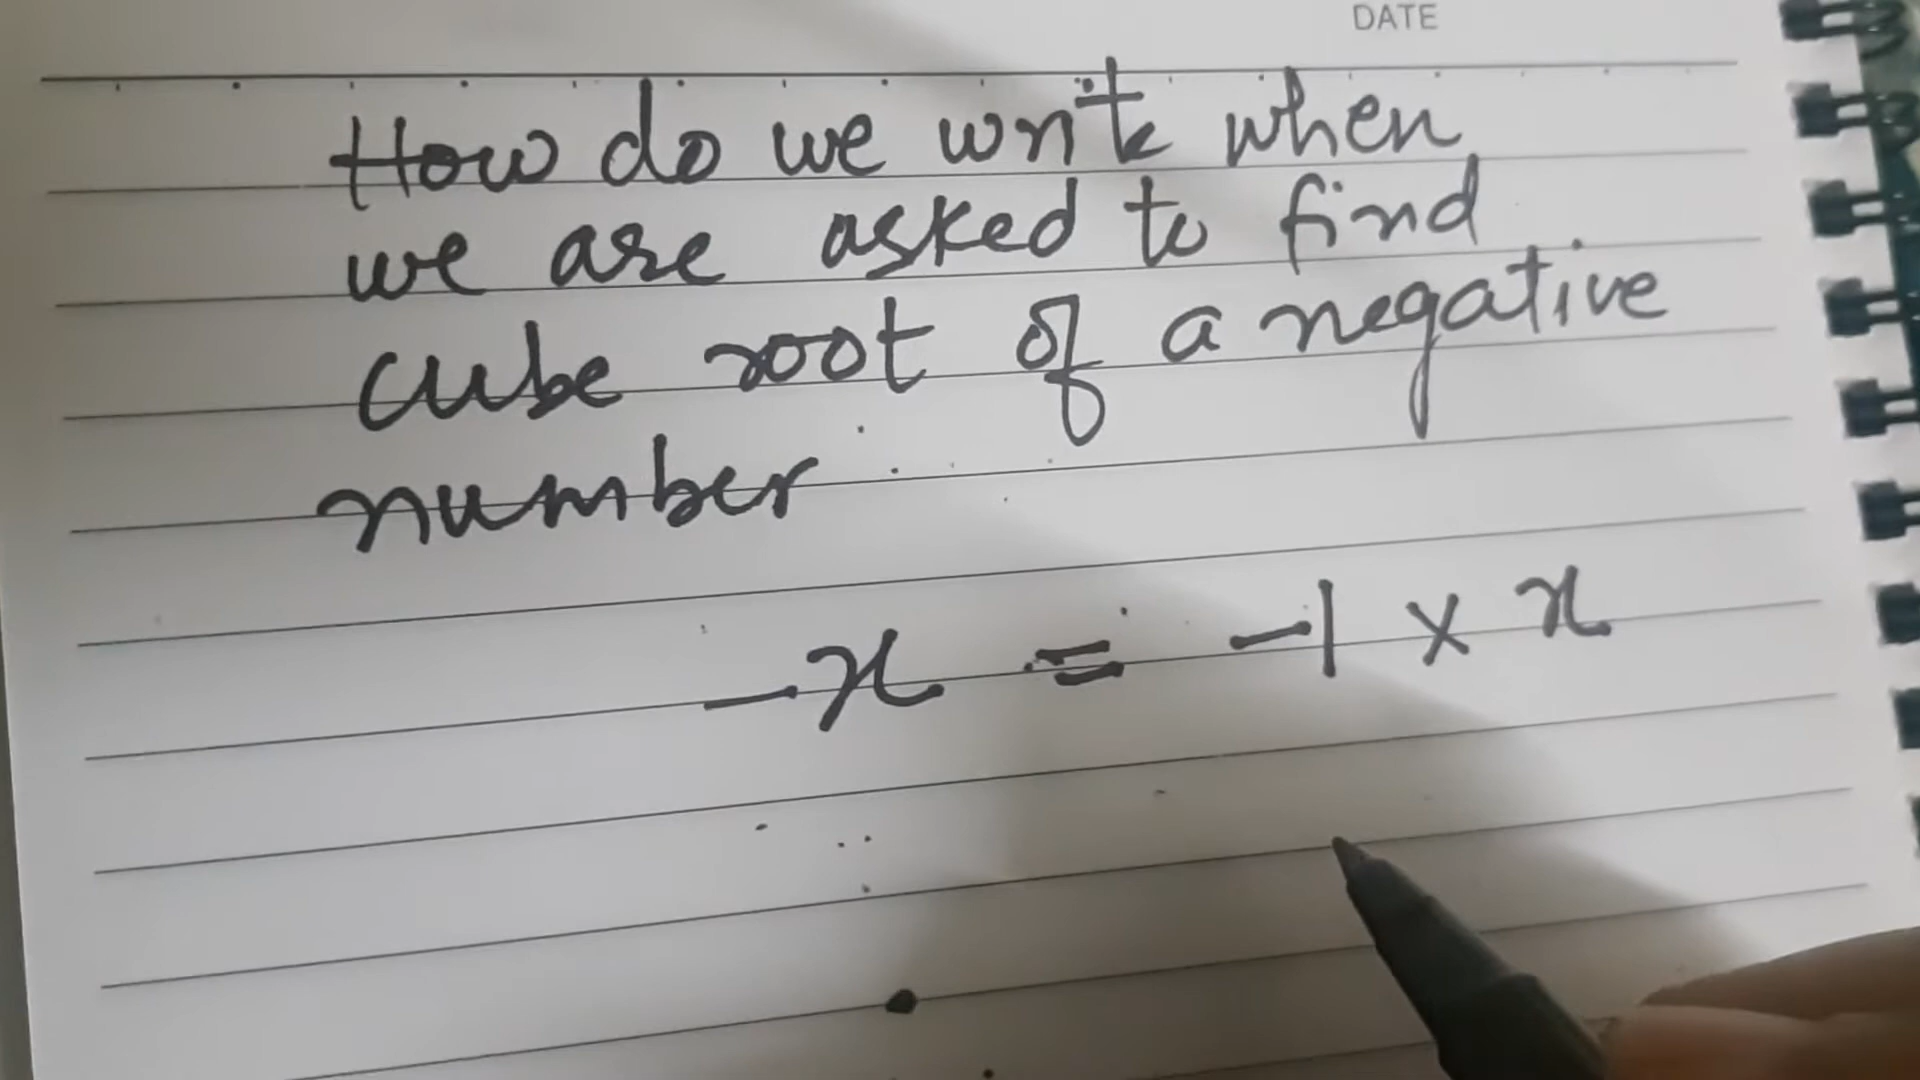 DATE
How do we write when
we are asked to find
cube root of a negative
number
-x = -1 × x